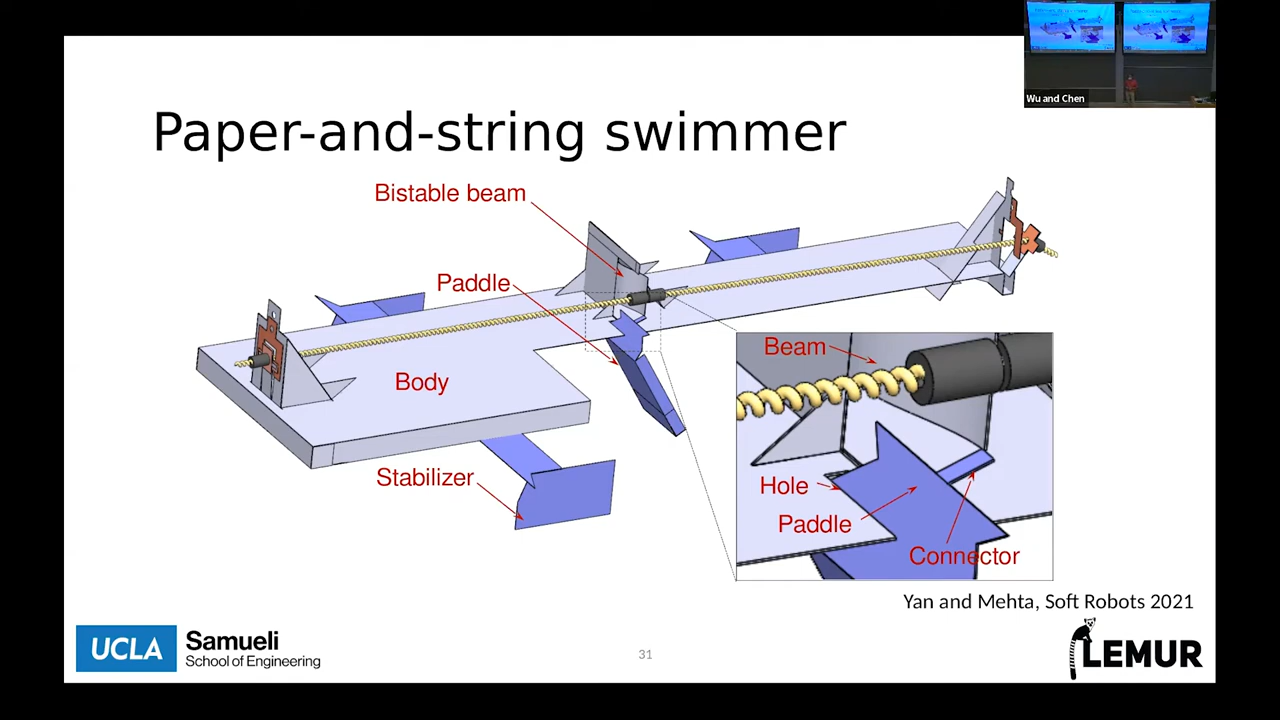 Wu and Chen
Paper-and-string swimmer
Bistable beam
Paddle
Body
Stabilizer
Beam
Hole
Paddle
Connector
Yan and Mehta, Soft Robots 2021
UCLA
Samueli
School of Engineering
31
LEMUR